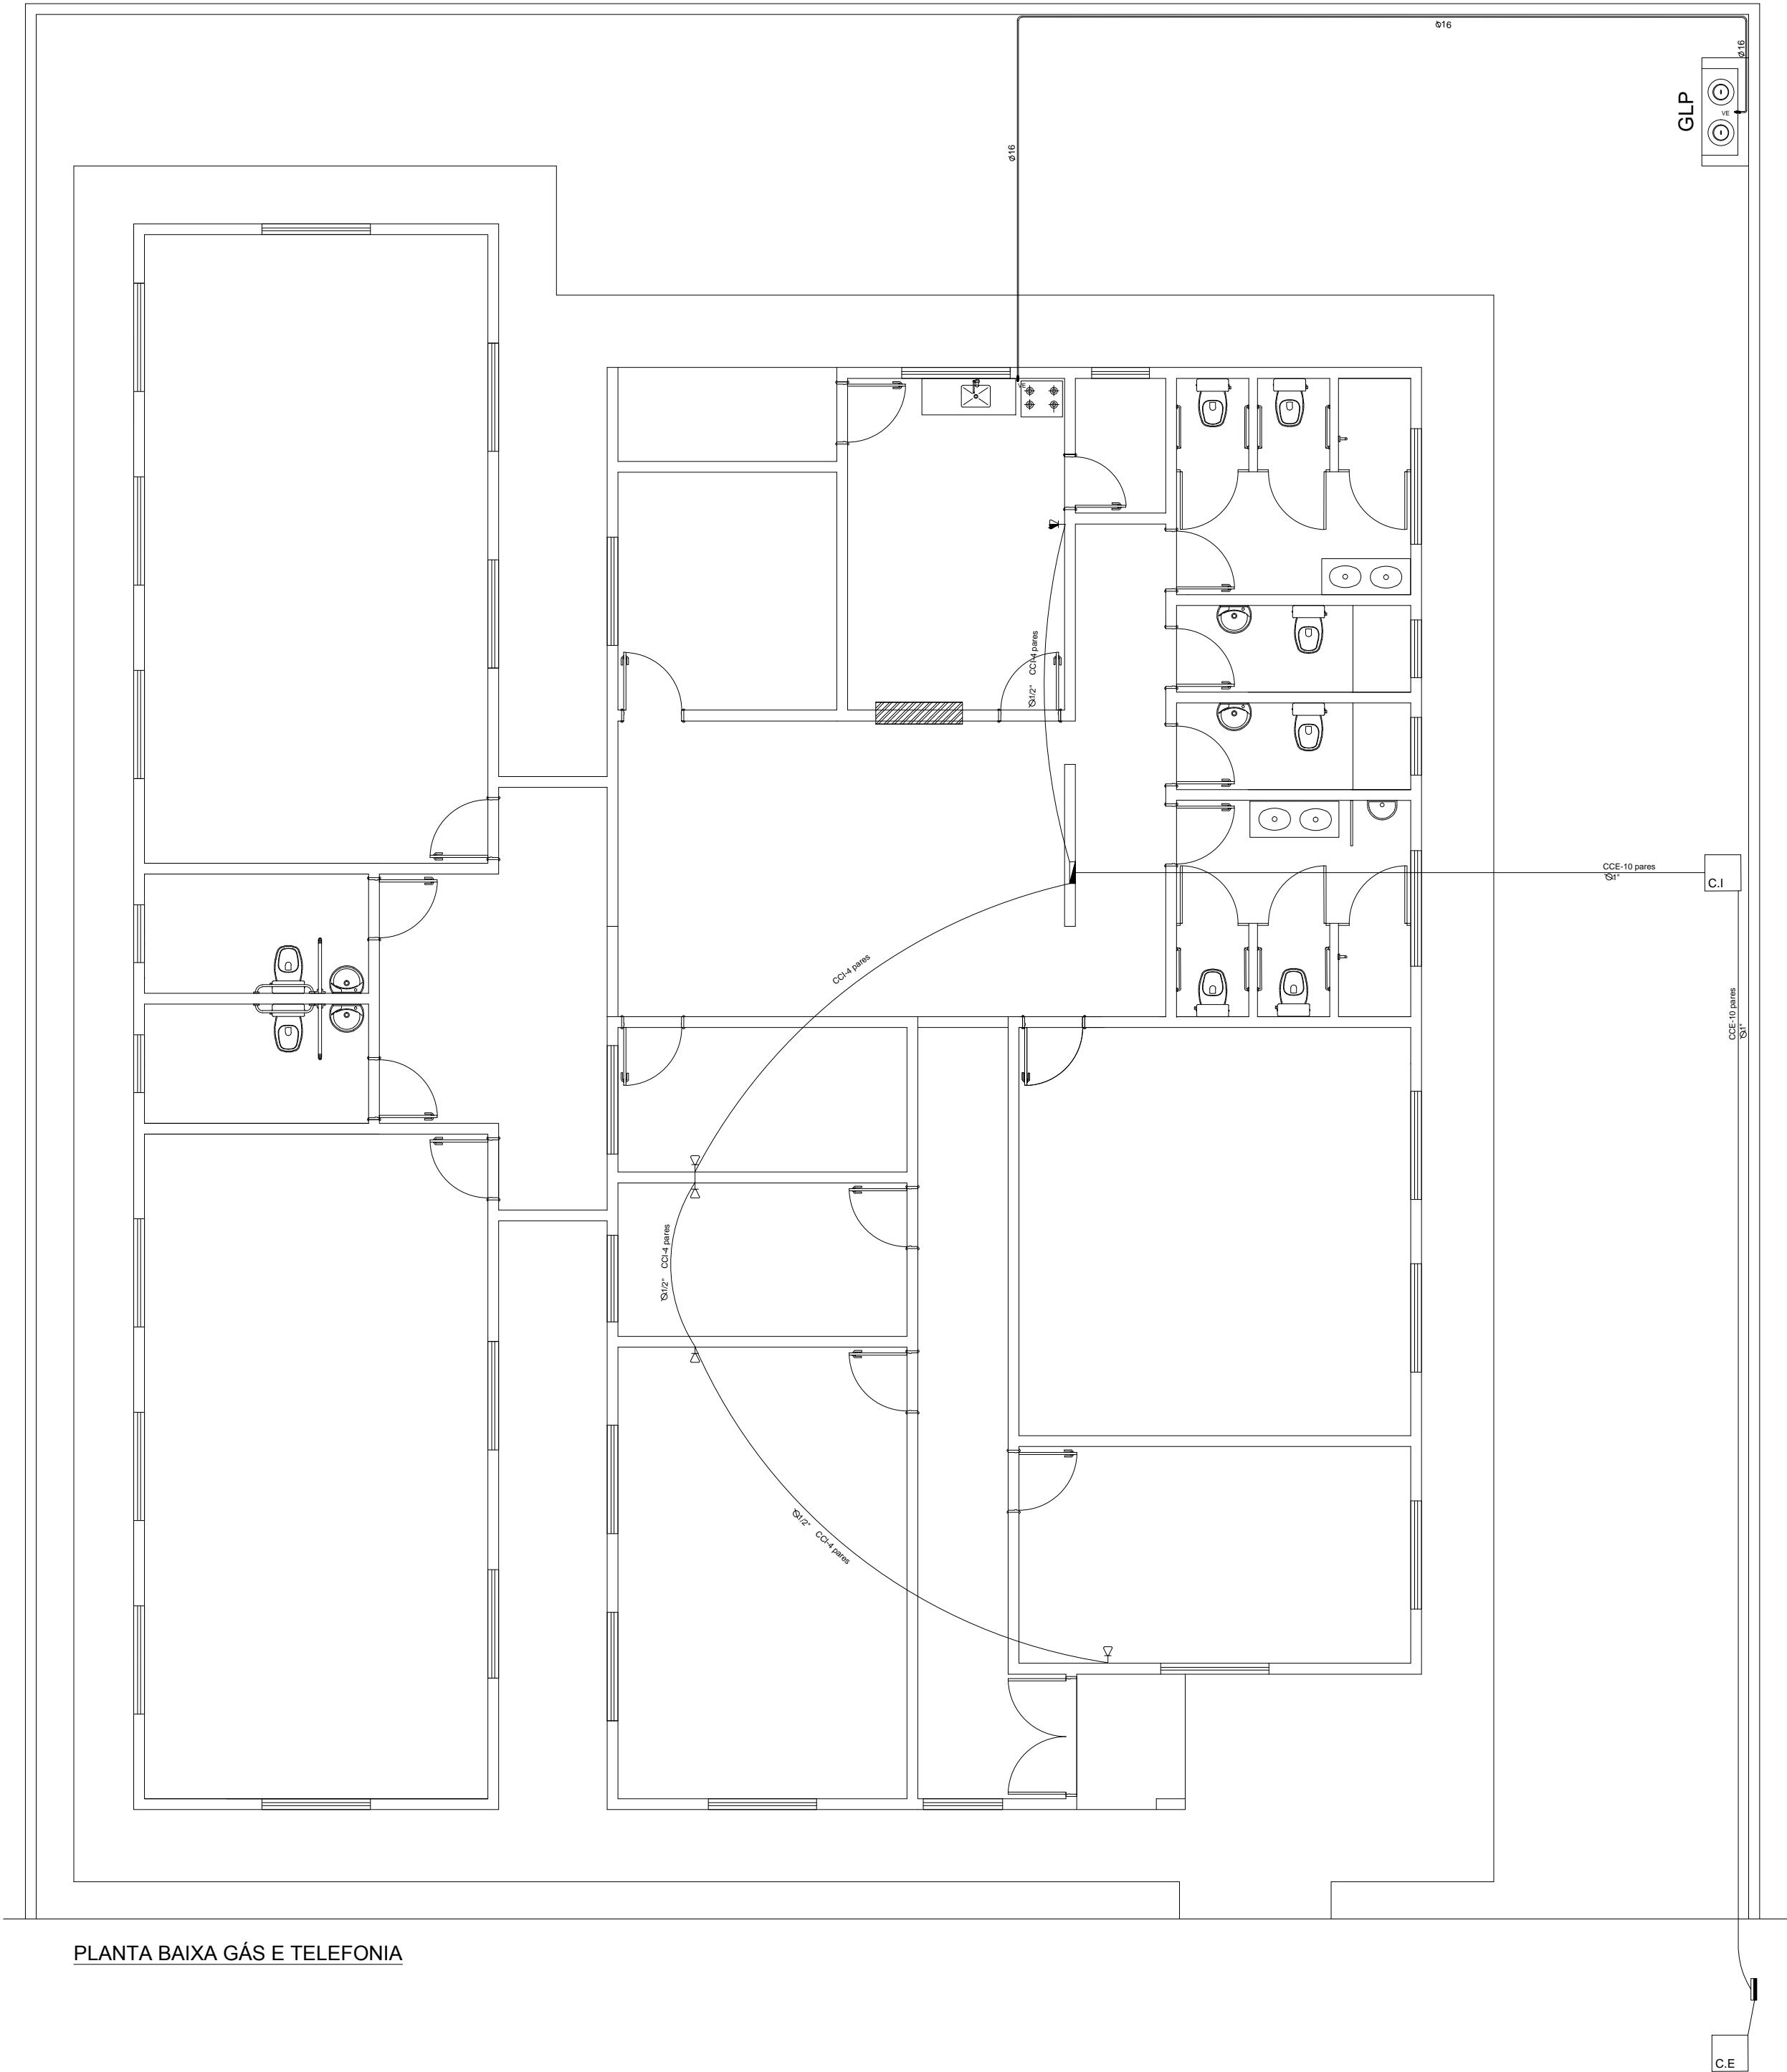 Ø16
Ø16
GLP
VE
Ø16
VE
Ø1/2" CCI-4 pares
CCE-10 pares
Ø1"
C.I
CCI-4 pares
CCE-10 pares
Ø1"
Ø1/2" CCI-4 pares
Ø1/2" CCI-4 pares
PLANTA BAIXA GÁS E TELEFONIA
C.E